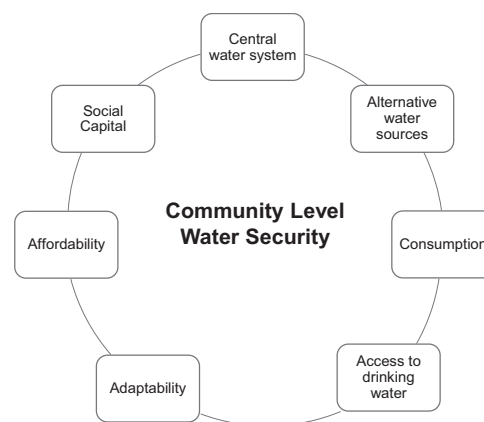 Central
water system
Alternative
water
sources
Consumption
Access to
drinking
water
Adaptability
Affordability
Social
Capital
Community Level
Water Security